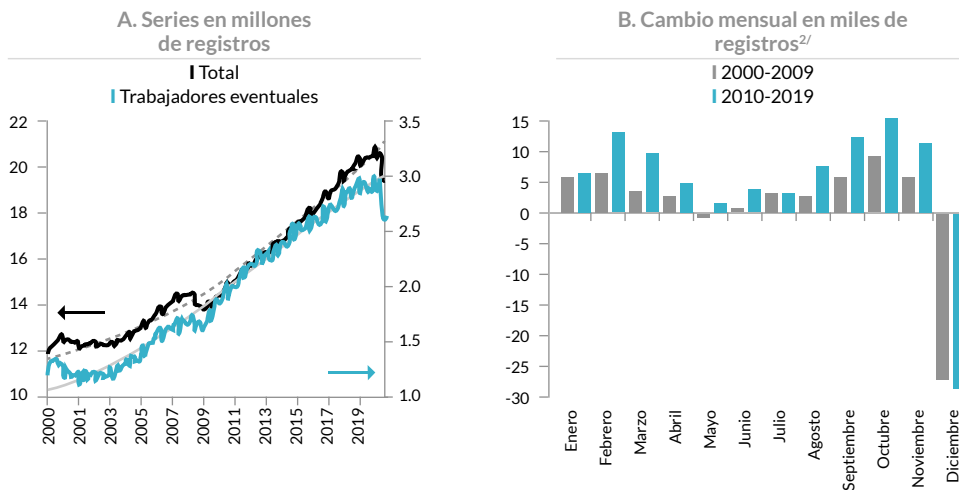 A. Series en millones
de registros
Total
Trabajadores eventuales
22
20
18
16
14
12
10
3.5
3.0
2.5
2.0
1.5
1.0
2000
2001
2003
2005
2007
2009
2011
2013
2015
2017
2019
B. Cambio mensual en miles de
registros2/
2000-2009
2010-2019
15
10
5
0
-5
-10
-15
-20
-25
-30
Enero
Febrero
Marzo
Abril
Mayo
Junio
Julio
Agosto
Septiembre
Octubre
Noviembre
Diciembre